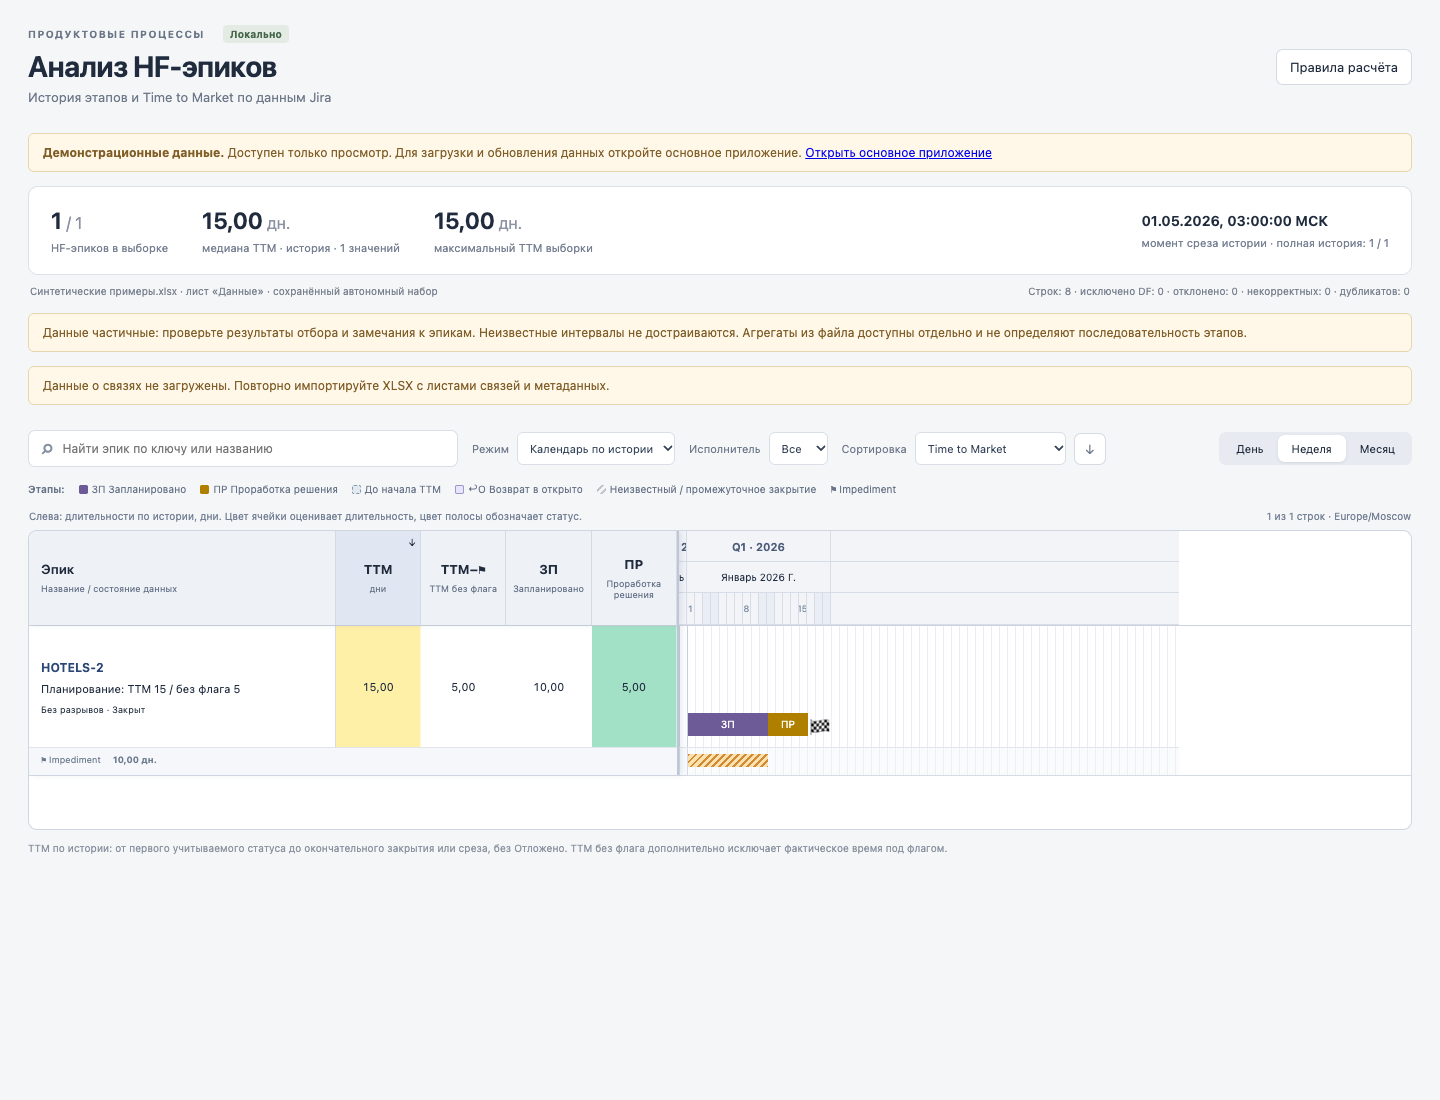 ПРОДУКТОВЫЕ ПРОЦЕССЫ Локально
Анализ HF-эпиков
История этапов и Time to Market по данным Jira
Правила расчёта
Демонстрационные данные. Доступен только просмотр. Для загрузки и обновления данных откройте основное приложение. Открыть основное приложение
1 / 1
HF-эпиков в выборке
15,00 дн.
медиана ТТМ · история · 1 значений
15,00 дн.
максимальный ТТМ выборки
01.05.2026, 03:00:00 МСК
момент среза истории · полная история: 1 / 1
Синтетические примеры.xlsx · лист «Данные» · сохранённый автономный набор
Строк: 8 · исключено DF: 0 · отклонено: 0 · некорректных: 0 · дубликатов: 0
Данные частичные: проверьте результаты отбора и замечания к эпикам. Неизвестные интервалы не достраиваются. Агрегаты из файла доступны отдельно и не определяют последовательность этапов.
Данные о связях не загружены. Повторно импортируйте XLSX с листами связей и метаданных.
Найти эпик по ключу или названию
Режим Календарь по истории Исполнитель Все Сортировка Time to Market ↓
День Неделя Месяц
Этапы: ЗП Запланировано ПР Проработка решения До начала ТТМ ↩О Возврат в открыто Неизвестный / промежуточное закрытие ⚑ Impediment
Слева: длительности по истории, дни. Цвет ячейки оценивает длительность, цвет полосы обозначает статус.
1 из 1 строк · Europe/Moscow
Эпик
Название / состояние данных
↓
ТТМ
дни
ТТМ−⚑
ТТМ без флага
ЗП
Запланировано
ПР
Проработка
решения
2 Q1 · 2026
ь Январь 2026 Г.
1 8 15
HOTELS-2
Планирование: ТТМ 15 / без флага 5
Без разрывов · Закрыт
15,00 5,00 10,00 5,00
ЗП ПР
⚑ Impediment 10,00 дн.
ТТМ по истории: от первого учитываемого статуса до окончательного закрытия или среза, без Отложено. ТТМ без флага дополнительно исключает фактическое время под флагом.